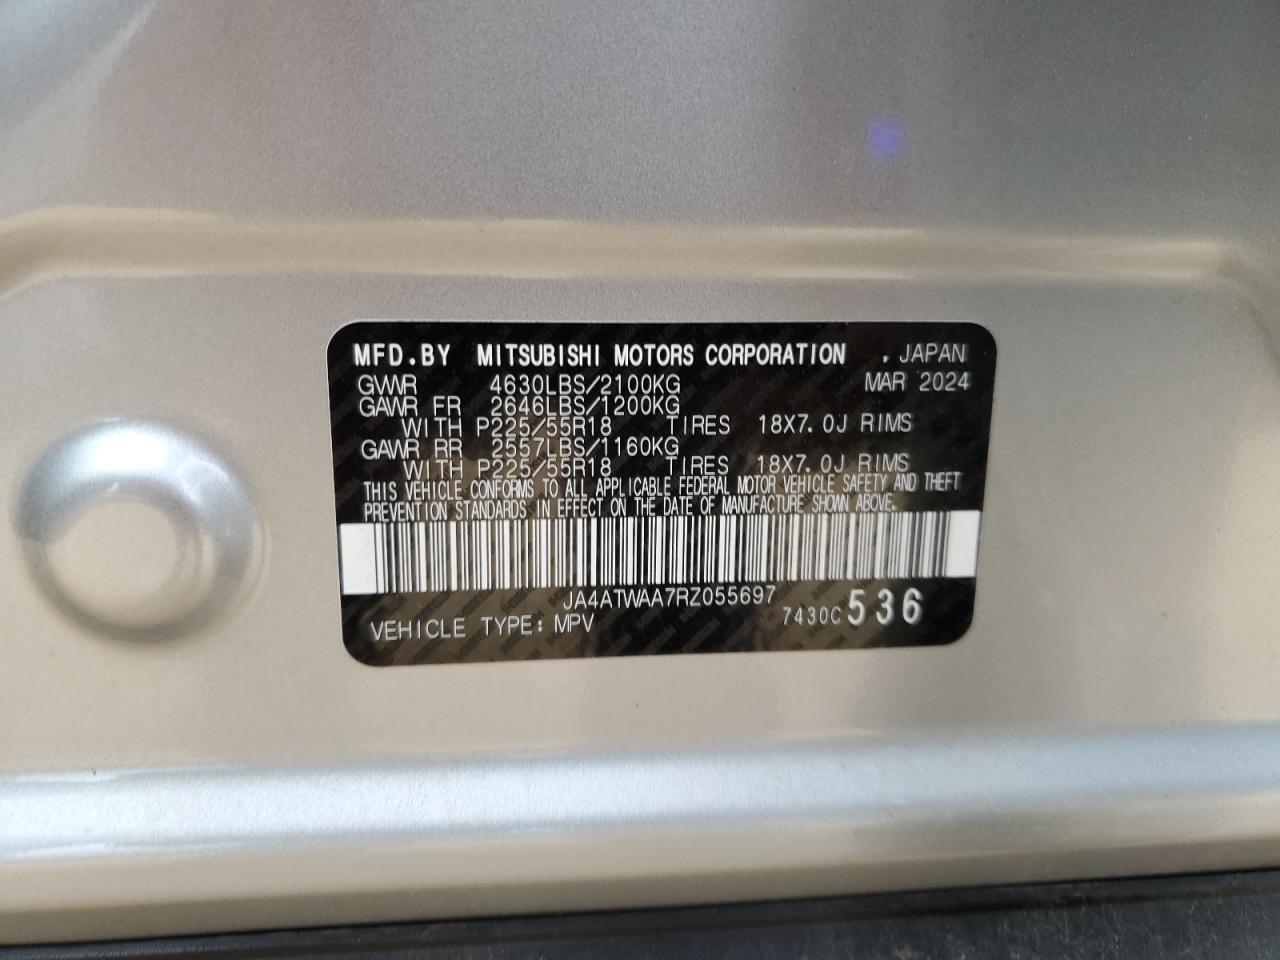 MFD.BY MITSUBISHI MOTORS CORPORATION . JAPAN
GVWR 4630LBS/2100KG MAR 2024
GAWR FR 2646LBS/1200KG
WITH P225/55R18 TIRES 18X7.0J RIMS
GAWR RR 2557LBS/1160KG
WITH P225/55R18 TIRES 18X7.0J RIMS
THIS VEHICLE CONFORMS TO ALL APPLICABLE FEDERAL MOTOR VEHICLE SAFETY AND THEFT
PREVENTION STANDARDS IN EFFECT ON THE DATE OF MANUFACTURE SHOWN ABOVE.
JA4ATWAA7RZ055697
VEHICLE TYPE: MPV 7430C536